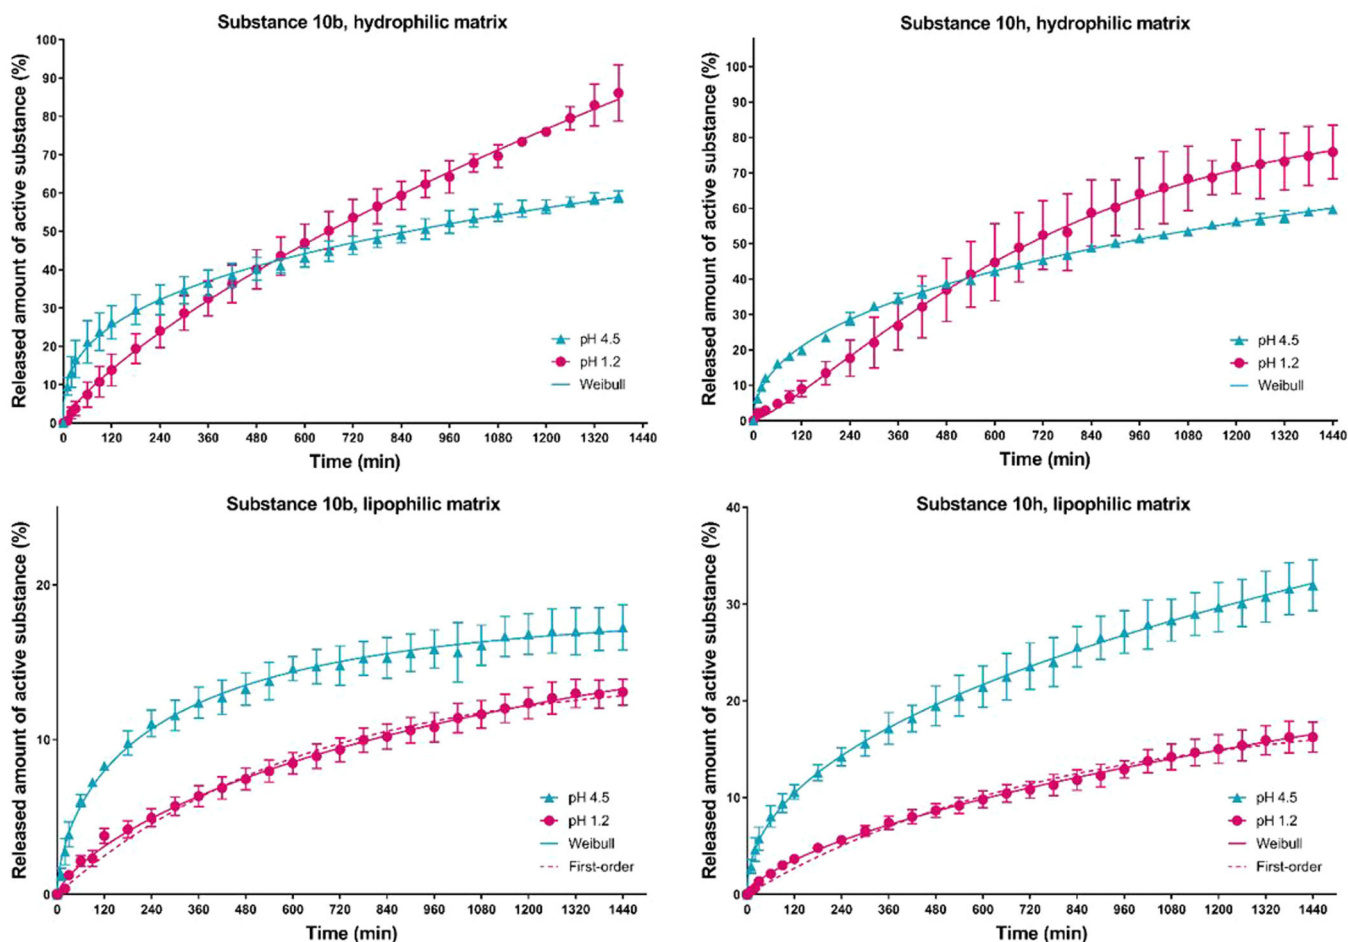 Substance 10b, hydrophilic matrix
Released amount of active substance (%)
100
90
80
70
60
50
40
30
20
10
0
pH 4.5
pH 1.2
Weibull
0 120 240 360 480 600 720 840 960 1080 1200 1320 1440
Time (min)
Substance 10h, hydrophilic matrix
Released amount of active substance (%)
100
90
80
70
60
50
40
30
20
10
0
pH 4.5
pH 1.2
Weibull
0 120 240 360 480 600 720 840 960 1080 1200 1320 1440
Time (min)
Substance 10b, lipophilic matrix
Released amount of active substance (%)
20
10
0
pH 4.5
pH 1.2
Weibull
First-order
0 120 240 360 480 600 720 840 960 1080 1200 1320 1440
Time (min)
Substance 10h, lipophilic matrix
Released amount of active substance (%)
40
30
20
10
0
pH 4.5
pH 1.2
Weibull
First-order
0 120 240 360 480 600 720 840 960 1080 1200 1320 1440
Time (min)